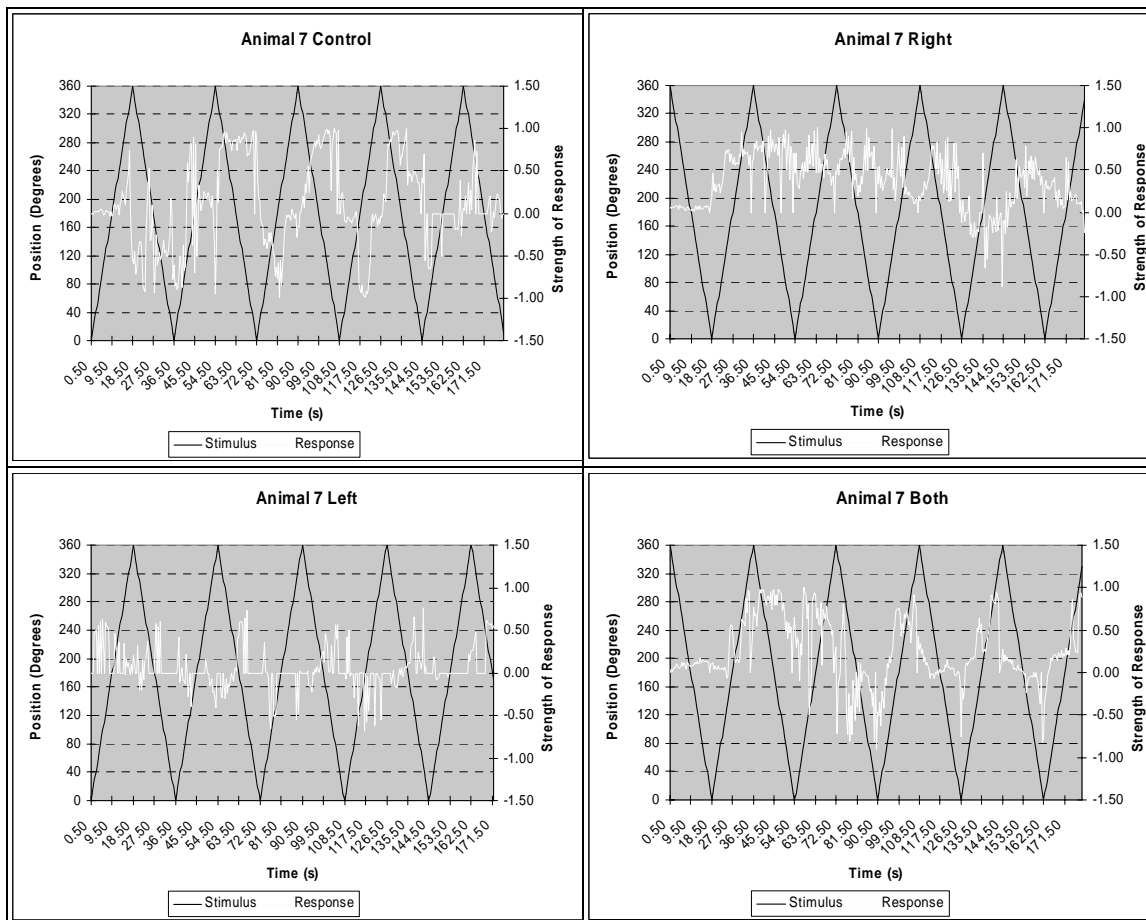 Animal 7 Control
Position (Degrees)
360
320
280
240
200
160
120
80
40
0
1.50
1.00
0.50
0.00
-0.50
-1.00
-1.50
Strength of Response
0.50 9.50 18.50 27.50 36.50 45.50 54.50 63.50 72.50 81.50 90.50 99.50 108.50 117.50 126.50 135.50 144.50 153.50 162.50 171.50
Time (s)
Stimulus Response
Animal 7 Right
Position (Degrees)
360
320
280
240
200
160
120
80
40
0
1.50
1.00
0.50
0.00
-0.50
-1.00
-1.50
Strength of Response
0.50 9.50 18.50 27.50 36.50 45.50 54.50 63.50 72.50 81.50 90.50 99.50 108.50 117.50 126.50 135.50 144.50 153.50 162.50 171.50
Time (s)
Stimulus Response
Animal 7 Left
Position (Degrees)
360
320
280
240
200
160
120
80
40
0
1.50
1.00
0.50
0.00
-0.50
-1.00
-1.50
Strength of Response
0.50 9.50 18.50 27.50 36.50 45.50 54.50 63.50 72.50 81.50 90.50 99.50 108.50 117.50 126.50 135.50 144.50 153.50 162.50 171.50
Time (s)
Stimulus Response
Animal 7 Both
Position (Degrees)
360
320
280
240
200
160
120
80
40
0
1.50
1.00
0.50
0.00
-0.50
-1.00
-1.50
Strength of Response
0.50 9.50 18.50 27.50 36.50 45.50 54.50 63.50 72.50 81.50 90.50 99.50 108.50 117.50 126.50 135.50 144.50 153.50 162.50 171.50
Time (s)
Stimulus Response